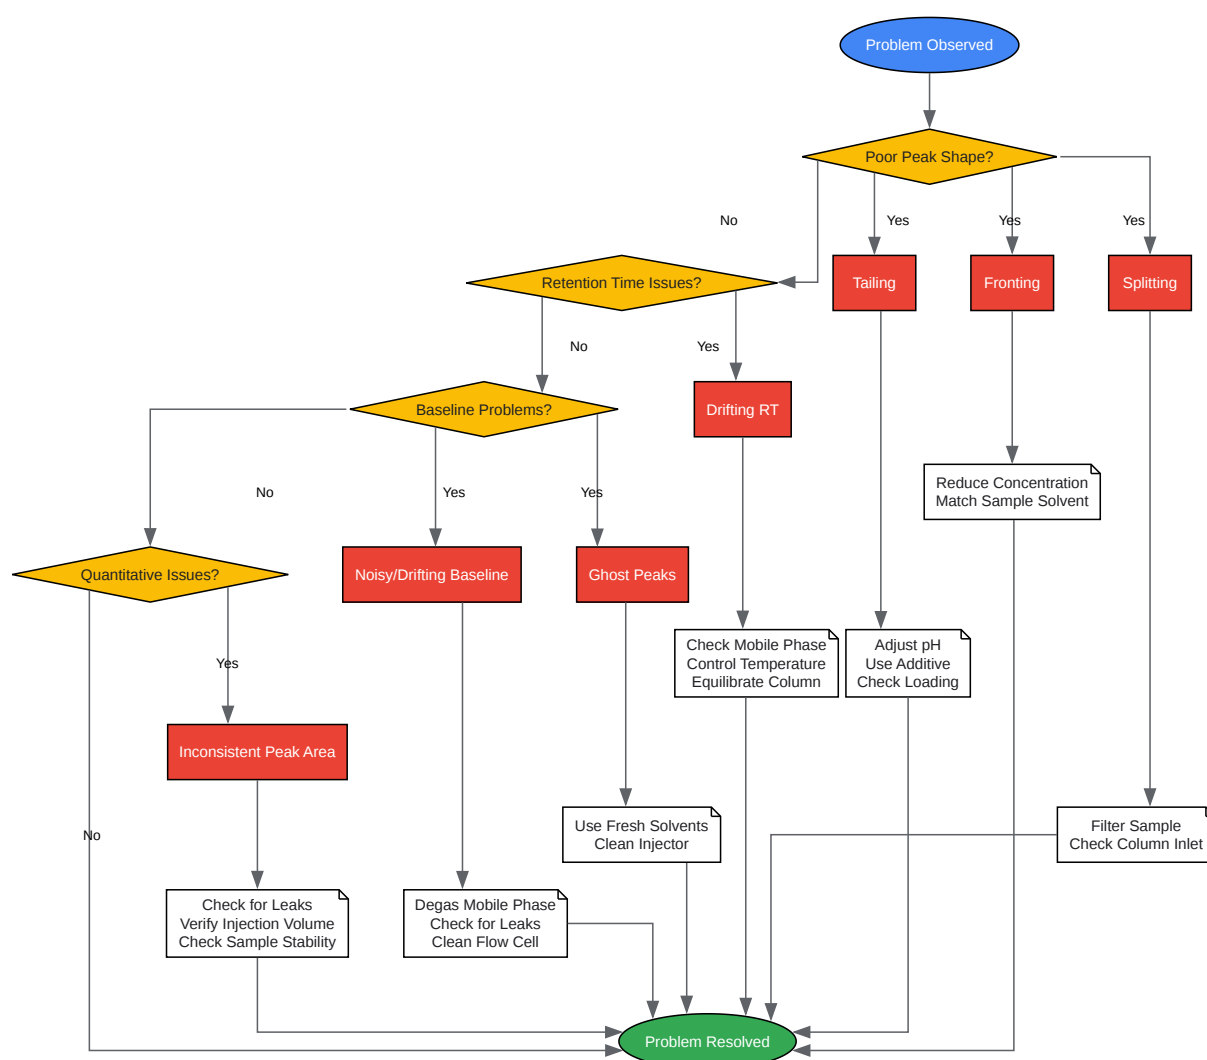 Problem Observed
Poor Peak Shape?
No
Yes
Yes
Yes
Retention Time Issues?
Tailing
Fronting
Splitting
No
Yes
Baseline Problems?
Drifting RT
Reduce Concentration
Match Sample Solvent
No
Yes
Yes
Quantitative Issues?
Noisy/Drifting Baseline
Ghost Peaks
Check Mobile Phase
Control Temperature
Equilibrate Column
Adjust pH
Use Additive
Check Loading
Yes
Inconsistent Peak Area
Use Fresh Solvents
Clean Injector
Filter Sample
Check Column Inlet
No
Check for Leaks
Verify Injection Volume
Check Sample Stability
Degas Mobile Phase
Check for Leaks
Clean Flow Cell
Problem Resolved